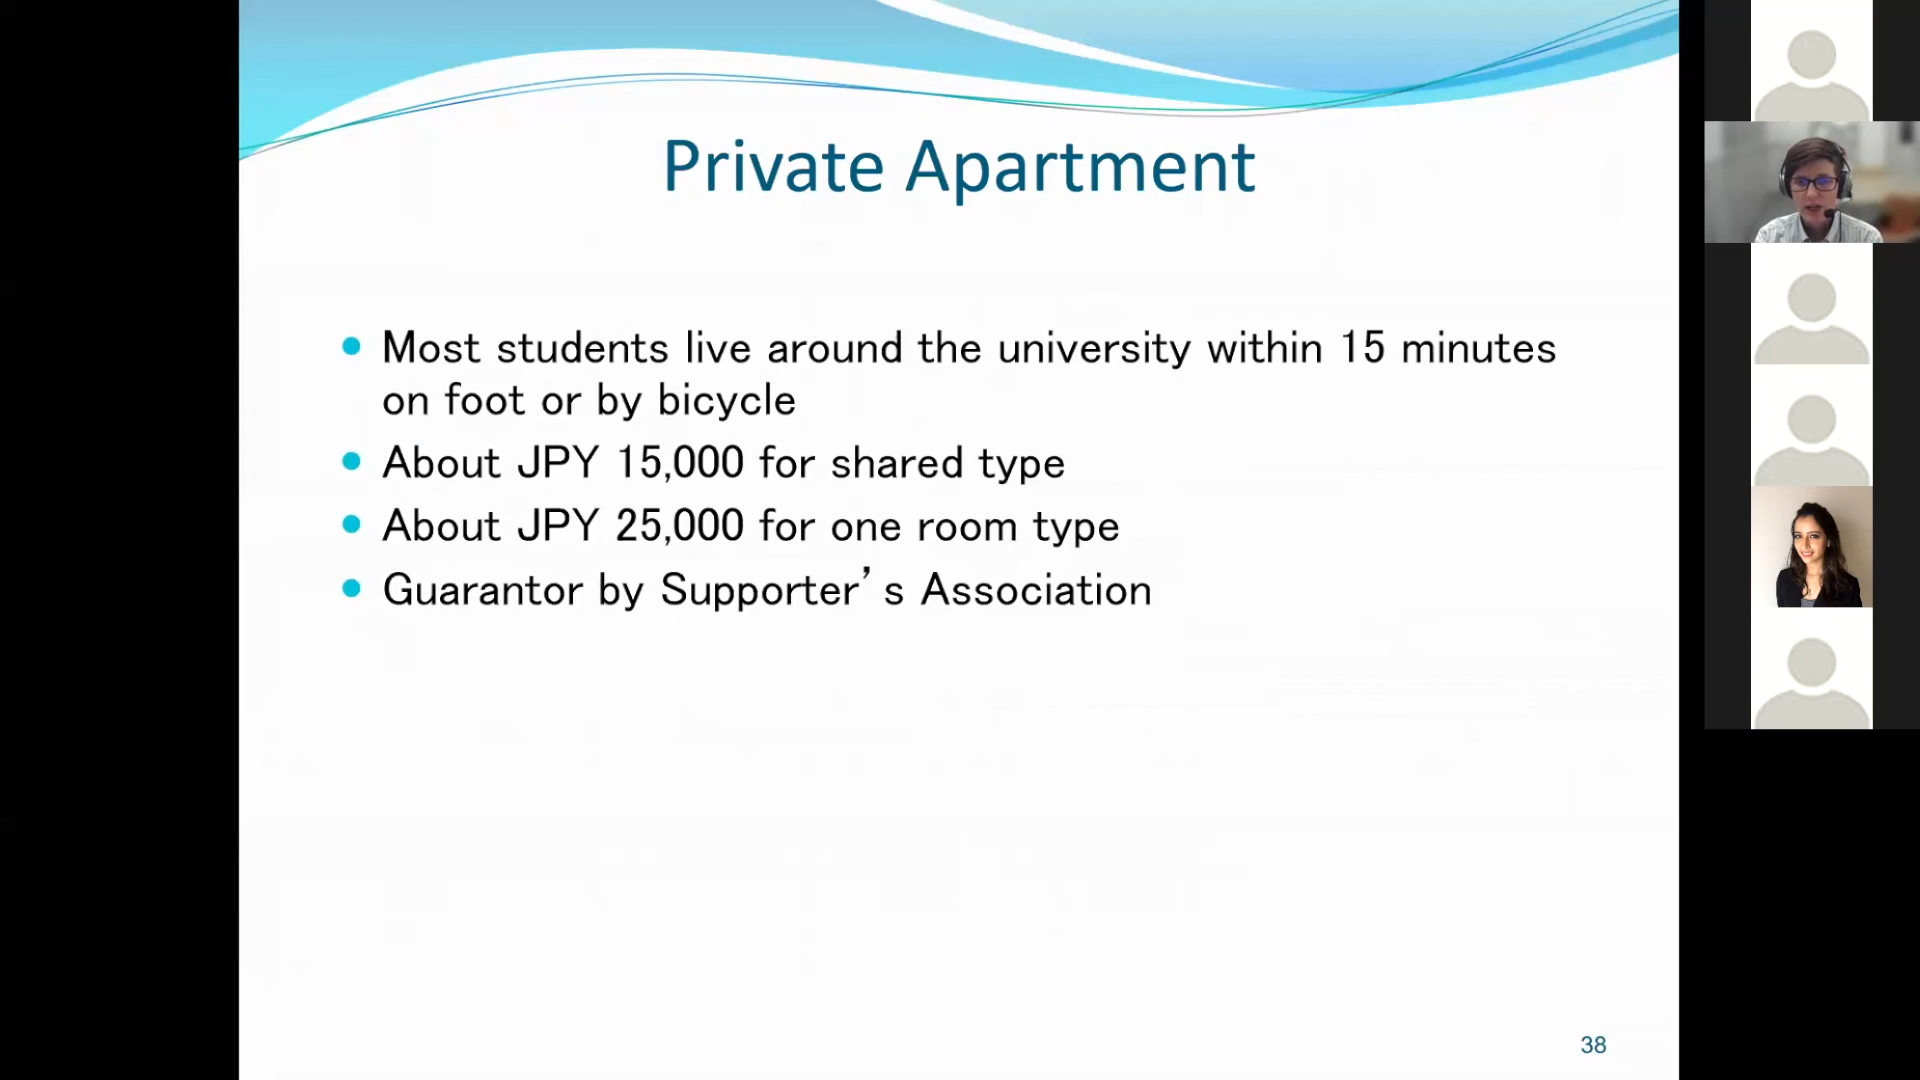 Private Apartment
• Most students live around the university within 15 minutes
on foot or by bicycle
• About JPY 15,000 for shared type
• About JPY 25,000 for one room type
• Guarantor by Supporter’s Association
38